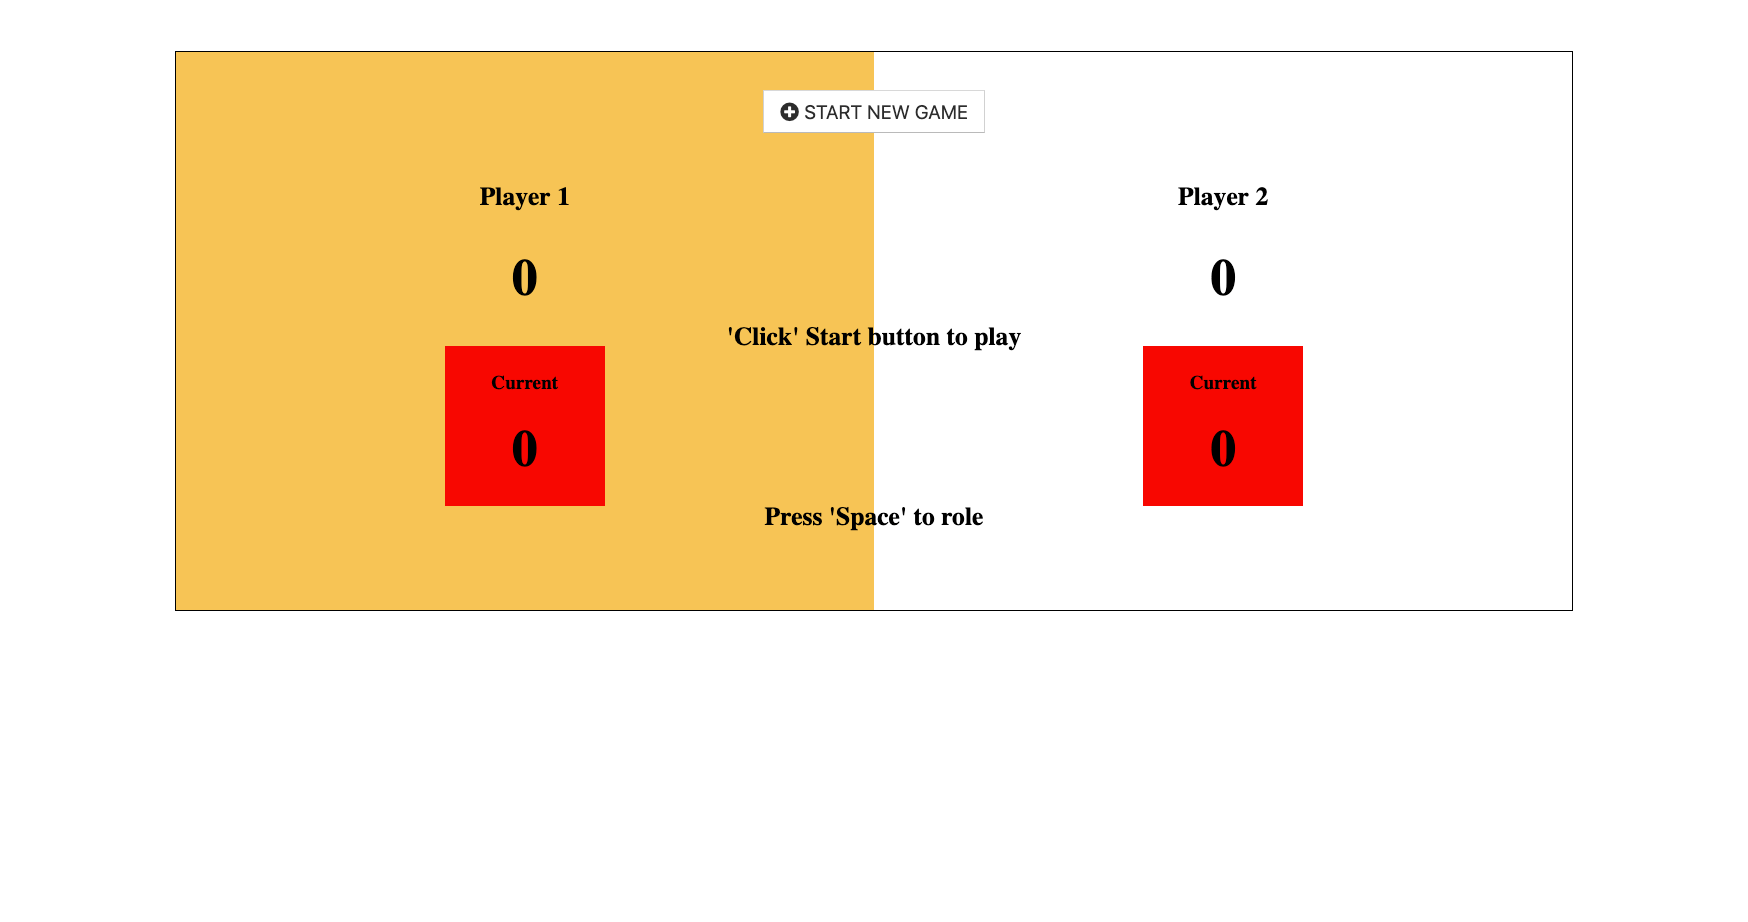 START NEW GAME
Player 1
Player 2
0
0
'Click' Start button to play
Current
Current
0
0
Press 'Space' to role